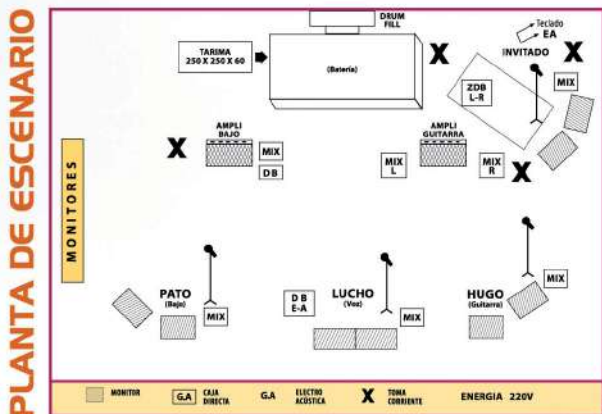 PLANTA DE ESCENARIO
DRUM
FILL
Teclado
EA
INVITADO
TARIMA
250 X 250 X 60
(Batería)
X
X
MIX
ZDB
L-R
AMPLI
BAJO
AMPLI
GUITARRA
X
MIX
D B
MIX
L
MIX
R
X
MONITORES
PATO
(Bajo)
MIX
D B
E-A
LUCHO
(Voz)
MIX
HUGO
(Guitarra)
MIX
MONITOR
G.A
CAJA
DIRECTA
G.A
ELECTRO
ACÚSTICA
X
TOMA
CORRIENTE
ENERGIA 220V